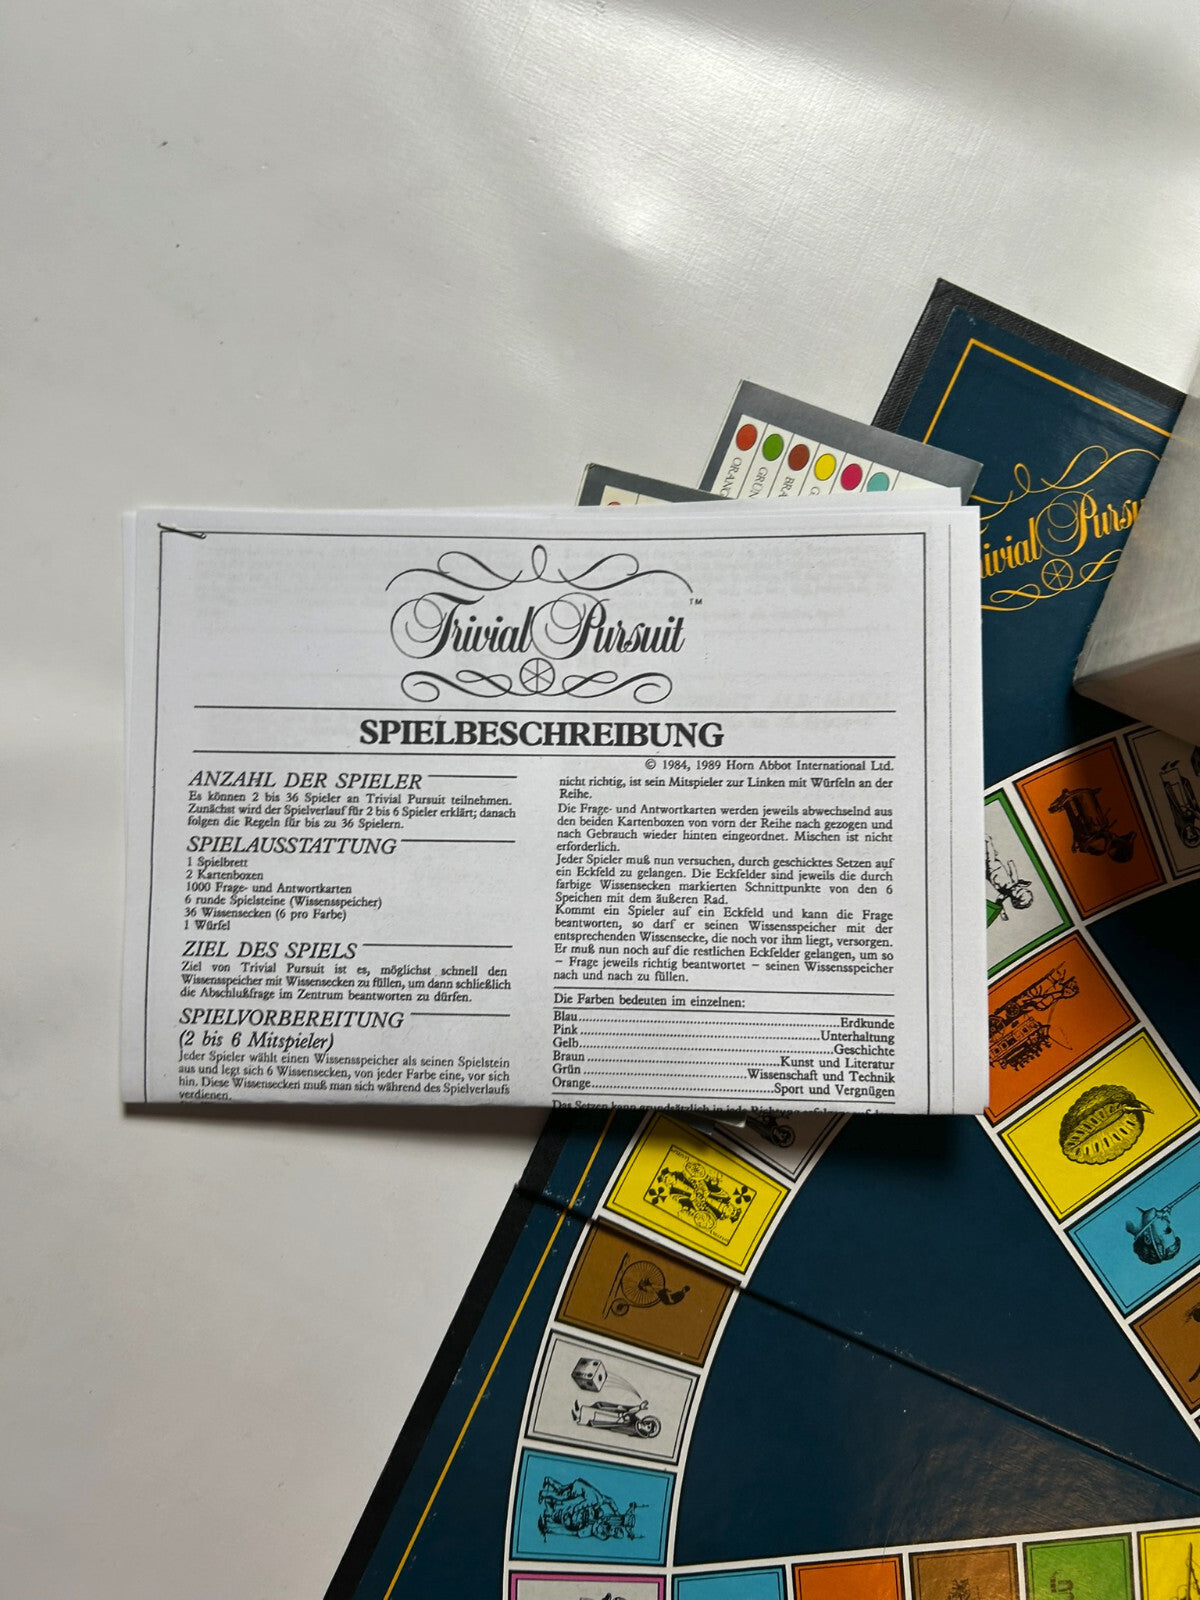 Trivial Pursuit ™
SPIELBESCHREIBUNG
© 1984, 1989 Horn Abbot International Ltd.
ANZAHL DER SPIELER
Es können 2 bis 36 Spieler an Trivial Pursuit teilnehmen.
Zunächst wird der Spielverlauf für 2 bis 6 Spieler erklärt; danach
folgen die Regeln für bis zu 36 Spielern.
SPIELAUSSTATTUNG
1 Spielbrett
2 Kartenboxen
1000 Frage- und Antwortkarten
6 runde Spielsteine (Wissensspeicher)
36 Wissensecken (6 pro Farbe)
1 Würfel
ZIEL DES SPIELS
Ziel von Trivial Pursuit ist es, möglichst schnell den
Wissensspeicher mit Wissensecken zu füllen, um dann schließlich
die Abschlußfrage im Zentrum beantworten zu dürfen.
SPIELVORBEREITUNG
(2 bis 6 Mitspieler)
Jeder Spieler wählt einen Wissensspeicher als seinen Spielstein
aus und legt sich 6 Wissensecken, von jeder Farbe eine, vor sich
hin. Diese Wissensecken muß man sich während des Spielverlaufs
verdienen.
nicht richtig, ist sein Mitspieler zur Linken mit Würfeln an der
Reihe.
Die Frage- und Antwortkarten werden jeweils abwechselnd aus
den beiden Kartenboxen von vorn der Reihe nach gezogen und
nach Gebrauch wieder hinten eingeordnet. Mischen ist nicht
erforderlich.
Jeder Spieler muß nun versuchen, durch geschicktes Setzen auf
ein Eckfeld zu gelangen. Die Eckfelder sind jeweils die durch
farbige Wissensecken markierten Schnittpunkte von den 6
Speichen mit dem äußeren Rad.
Kommt ein Spieler auf ein Eckfeld und kann die Frage
beantworten, so darf er seinen Wissensspeicher mit der
entsprechenden Wissensecke, die noch vor ihm liegt, versorgen.
Er muß nun noch auf die restlichen Eckfelder gelangen, um so
– Frage jeweils richtig beantwortet – seinen Wissensspeicher
nach und nach zu füllen.
Die Farben bedeuten im einzelnen:
Blau.....Erdkunde
Pink.....Unterhaltung
Gelb.....Geschichte
Braun.....Kunst und Literatur
Grün.....Wissenschaft und Technik
Orange.....Sport und Vergnügen
Das Setzen kann grundsätzlich in jede Richtung
ORANG
GRÜN
BRA
G
ivial Pursu